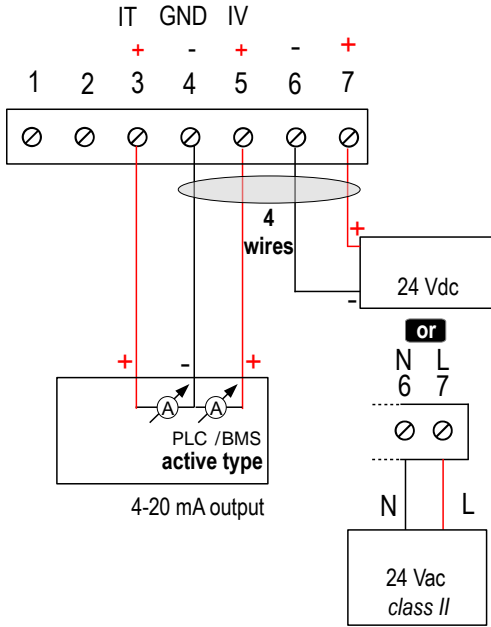 IT GND IV
+ - + - +
1 2 3 4 5 6 7
4
wires
+
24 Vdc
-
or
+ - +
N L
6 7
A A
PLC /BMS
active type
4-20 mA output
N L
24 Vac
class II